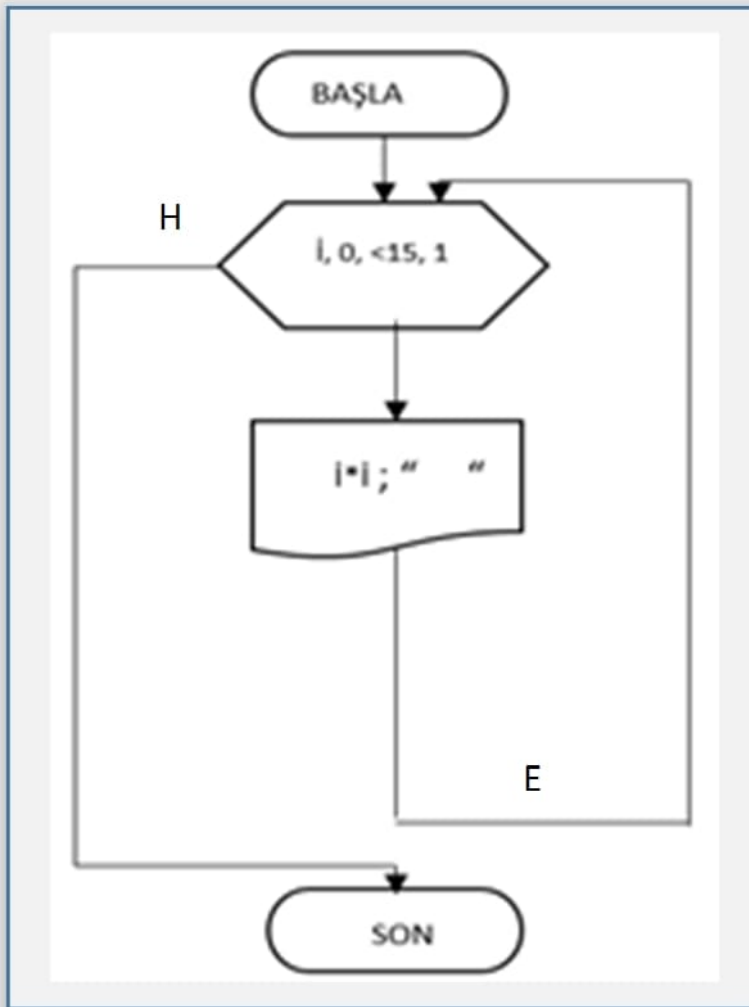 BAŞLA
H
İ, 0, <15, 1
i*i ; “ “
E
SON